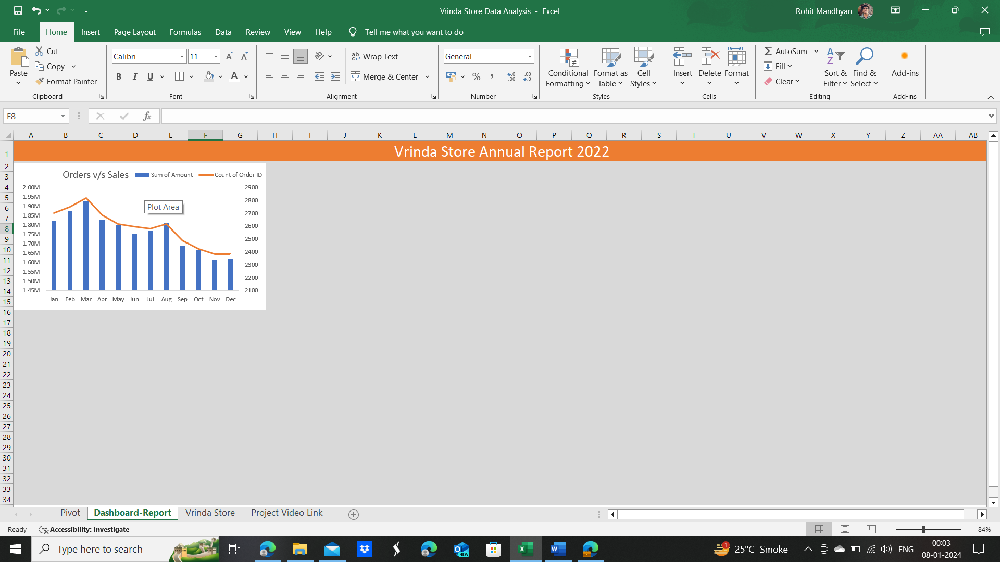 Vrinda Store Data Analysis - Excel
Rohit Mandhyan
File Home Insert Page Layout Formulas Data Review View Help Tell me what you want to do
Paste
Cut
Copy
Format Painter
Clipboard
Calibri 11
B I U A
Font
Wrap Text
Merge & Center
Alignment
General
% ,
Number
Conditional Formatting
Format as Table
Cell Styles
Styles
Insert
Delete
Format
Cells
AutoSum
Fill
Clear
Sort & Filter
Find & Select
Editing
Add-ins
Add-ins
F8
fx
A B C D E F G H I J K L M N O P Q R S T U V W X Y Z AA AB
1
2
3
4
5
6
7
8
9
10
11
12
13
14
15
16
17
18
19
20
21
22
23
24
25
26
27
28
29
30
31
32
33
34
Vrinda Store Annual Report 2022
Orders v/s Sales Sum of Amount Count of Order ID
2.00M
1.95M
1.90M
1.85M
1.80M
1.75M
1.70M
1.65M
1.60M
1.55M
1.50M
1.45M
Plot Area
2900
2800
2700
2600
2500
2400
2300
2200
2100
Jan Feb Mar Apr May Jun Jul Aug Sep Oct Nov Dec
Pivot Dashboard-Report Vrinda Store Project Video Link
Ready Accessibility: Investigate 84%
Type here to search
NEW
1
25°C Smoke
ENG
00:03
08-01-2024